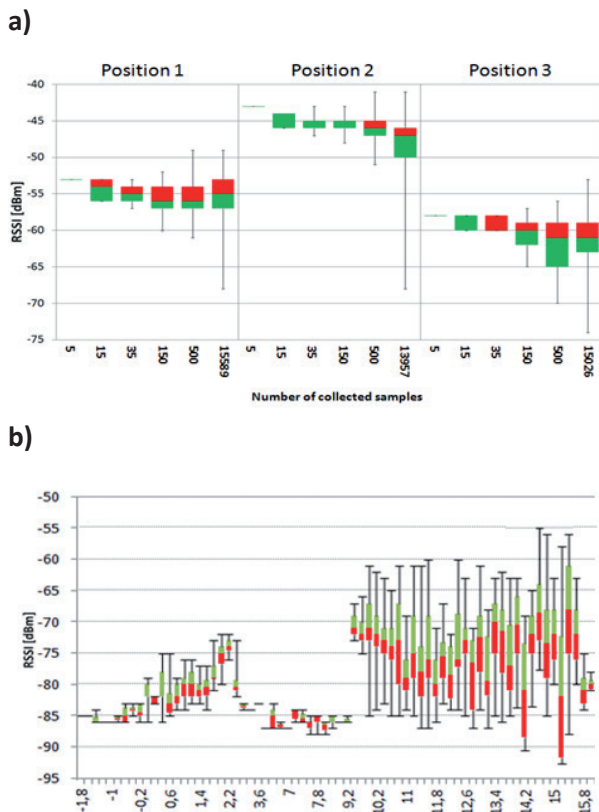 a)
Position 1 Position 2 Position 3
-40
-45
-50
-55
-60
-65
-70
-75
RSSI [dBm]
5 15 35 150 500 15589 5 15 35 150 500 13957 5 15 35 150 500 15026
Number of collected samples
b)
-50
-55
-60
-65
-70
-75
-80
-85
-90
-95
RSSI [dBm]
-1,8 -1 -0,2 0,6 1,4 2,2 3,6 7 7,8 9,2 10,2 11 11,8 12,6 13,4 14,2 15 15,8